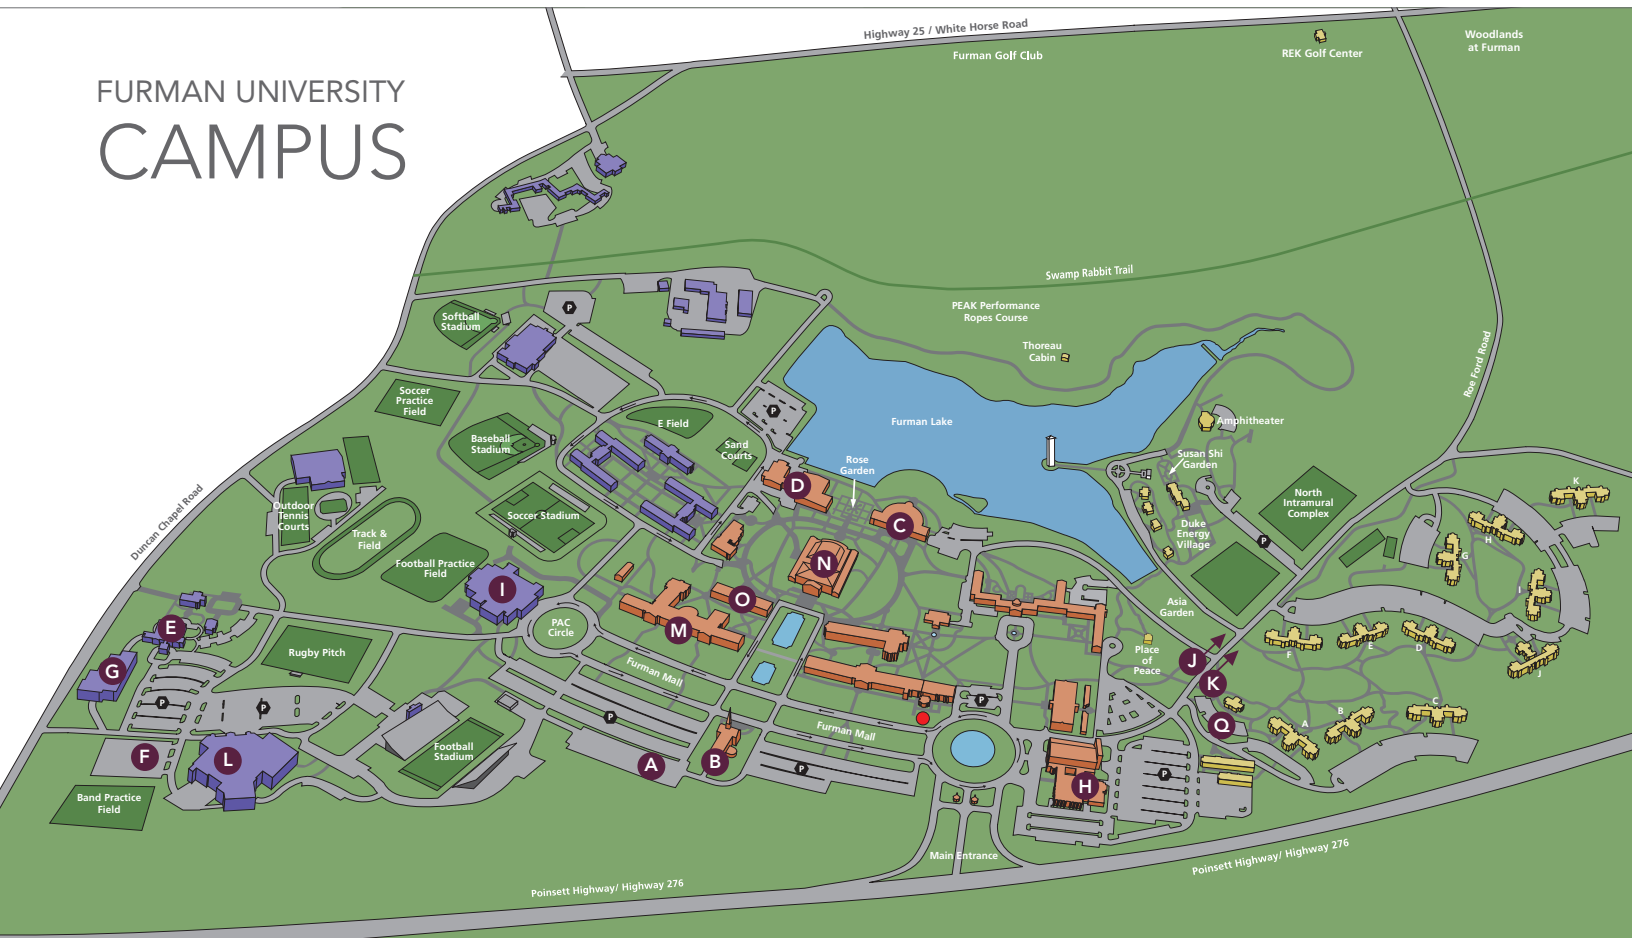 Highway 25 / White Horse Road
FURMAN UNIVERSITY
CAMPUS
Furman Golf Club
REK Golf Center
Woodlands
at Furman
Swamp Rabbit Trail
PEAK Performance
Ropes Course
Thoreau
Cabin
Roe Ford Road
P
Softball
Stadium
Soccer
Practice
Field
E Field
P
Furman Lake
Amphitheater
Baseball
Stadium
Sand
Courts
Rose
Garden
Susan Shi
Garden
D
C
K
Outdoor
Tennis
Courts
Soccer Stadium
North
Intramural
Complex
Duncan Chapel Road
Track &
Field
Duke
Energy
Village
P
H
G
Football Practice
Field
N
I
O
I
Asia
Garden
E
PAC
Circle
M
Rugby Pitch
Place
of
Peace
J
F
E
D
J
G
Furman Mall
K
P
P
P
P
Q
A
B
C
Furman Mall
F
L
Football
Stadium
A
B
P
P
H
Band Practice
Field
Main Entrance
Poinsett Highway/ Highway 276
Poinsett Highway/ Highway 276